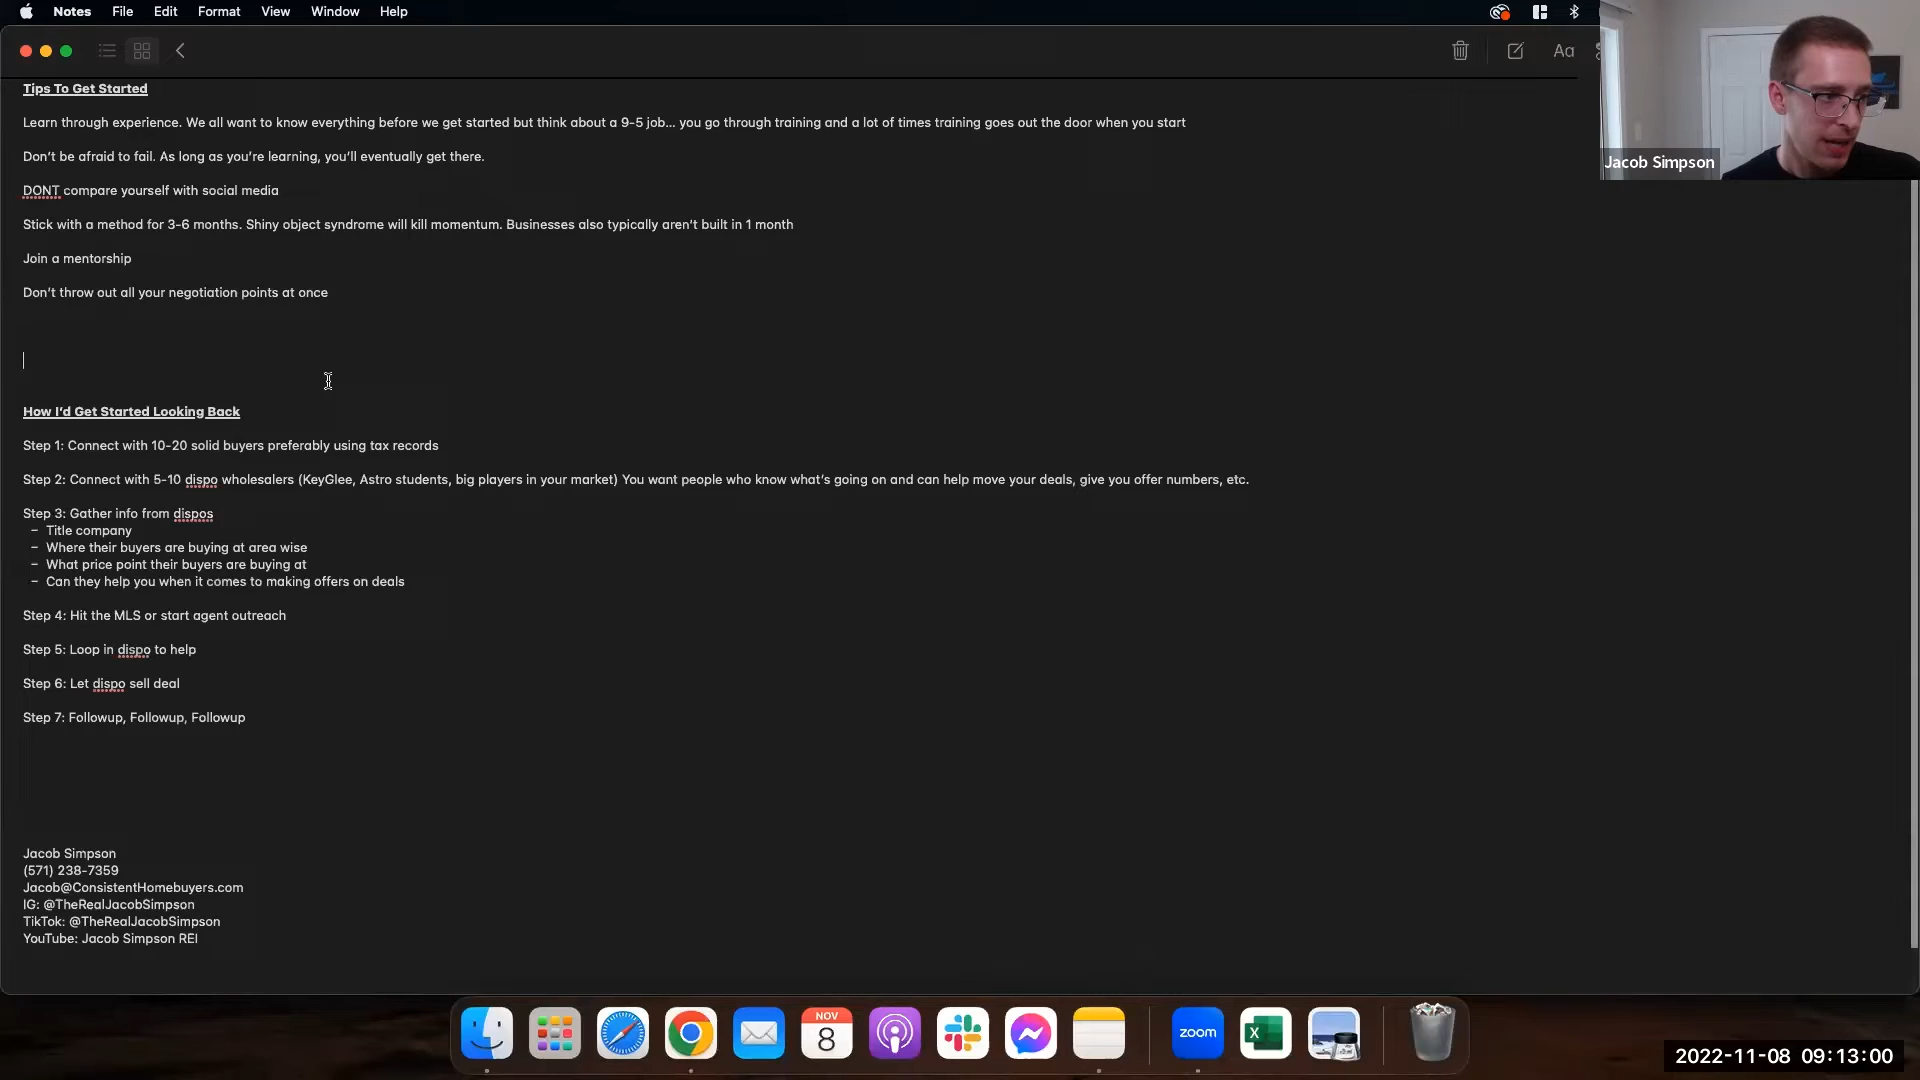 Notes File Edit Format View Window Help
Aa
Tips To Get Started
Learn through experience. We all want to know everything before we get started but think about a 9-5 job... you go through training and a lot of times training goes out the door when you start
Don't be afraid to fail. As long as you're learning, you'll eventually get there.
Jacob Simpson
DONT compare yourself with social media
Stick with a method for 3-6 months. Shiny object syndrome will kill momentum. Businesses also typically aren't built in 1 month
Join a mentorship
Don't throw out all your negotiation points at once
How I'd Get Started Looking Back
Step 1: Connect with 10-20 solid buyers preferably using tax records
Step 2: Connect with 5-10 dispo wholesalers (KeyGlee, Astro students, big players in your market) You want people who know what's going on and can help move your deals, give you offer numbers, etc.
Step 3: Gather info from dispos
– Title company
– Where their buyers are buying at area wise
– What price point their buyers are buying at
– Can they help you when it comes to making offers on deals
Step 4: Hit the MLS or start agent outreach
Step 5: Loop in dispo to help
Step 6: Let dispo sell deal
Step 7: Followup, Followup, Followup
Jacob Simpson
(571) 238-7359
Jacob@ConsistentHomebuyers.com
IG: @TheRealJacobSimpson
TikTok: @TheRealJacobSimpson
YouTube: Jacob Simpson REI
NOV
8
zoom
X
2022-11-08 09:13:00